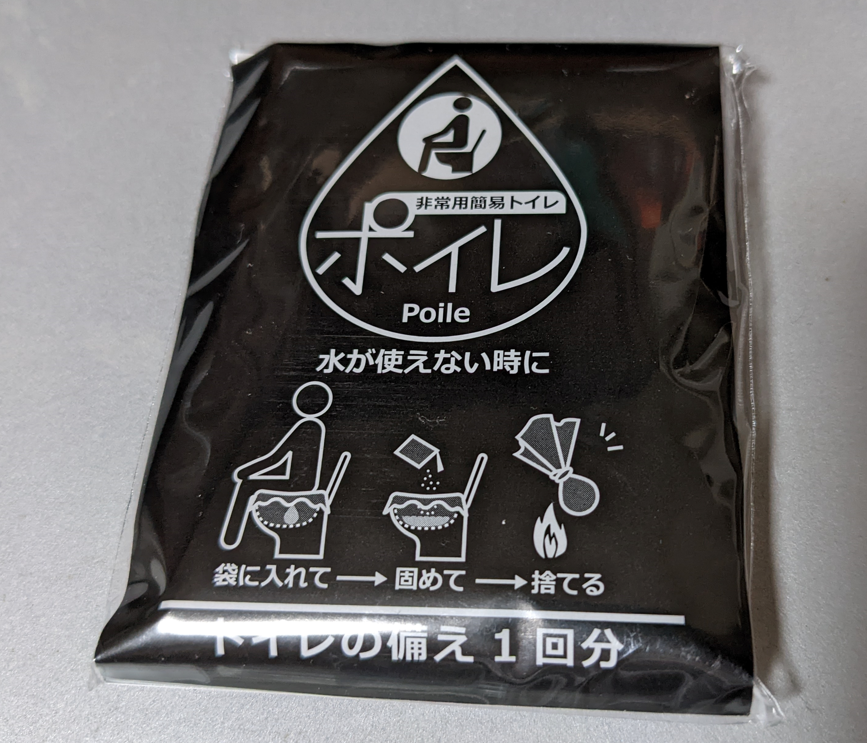 非常用簡易トイレ
ポイレ
Poile
水が使えない時に
袋に入れて→固めて→捨てる
トイレの備え1回分